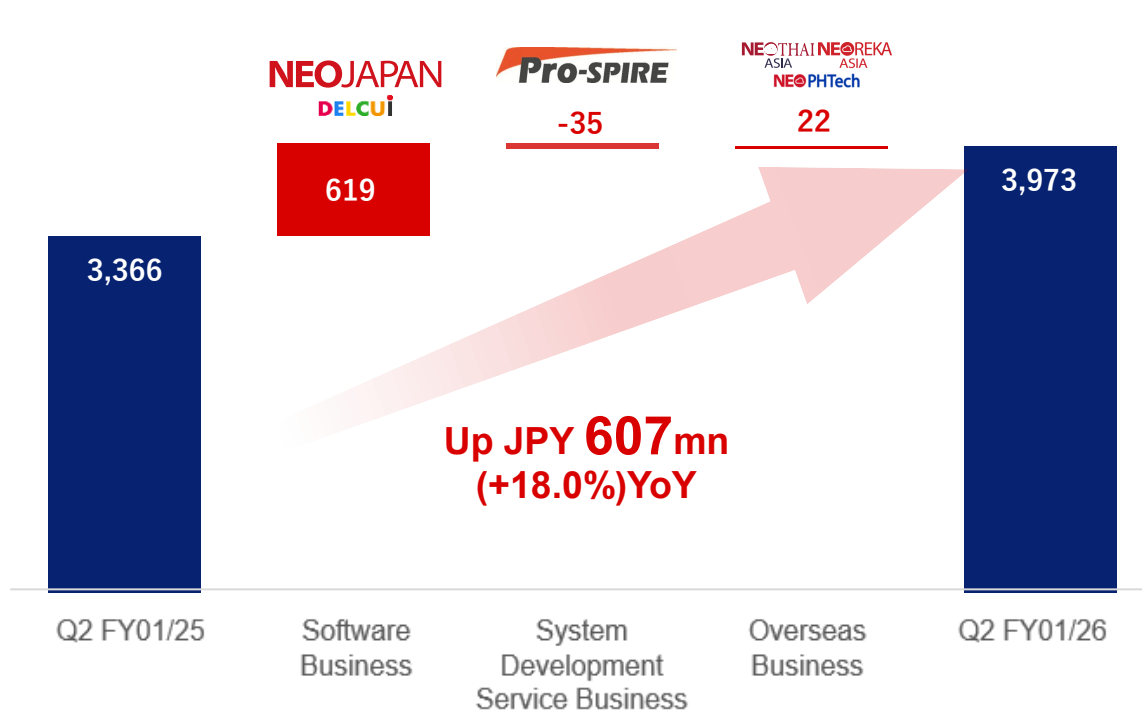 NEOJAPAN
DELCUI
Pro-SPIRE
NEOTHAI NEOREKA
ASIA ASIA
NEOPHTech
-35
22
619
3,366
3,973
Up JPY 607mn
(+18.0%)YoY
Q2 FY01/25
Software
Business
System
Development
Service Business
Overseas
Business
Q2 FY01/26